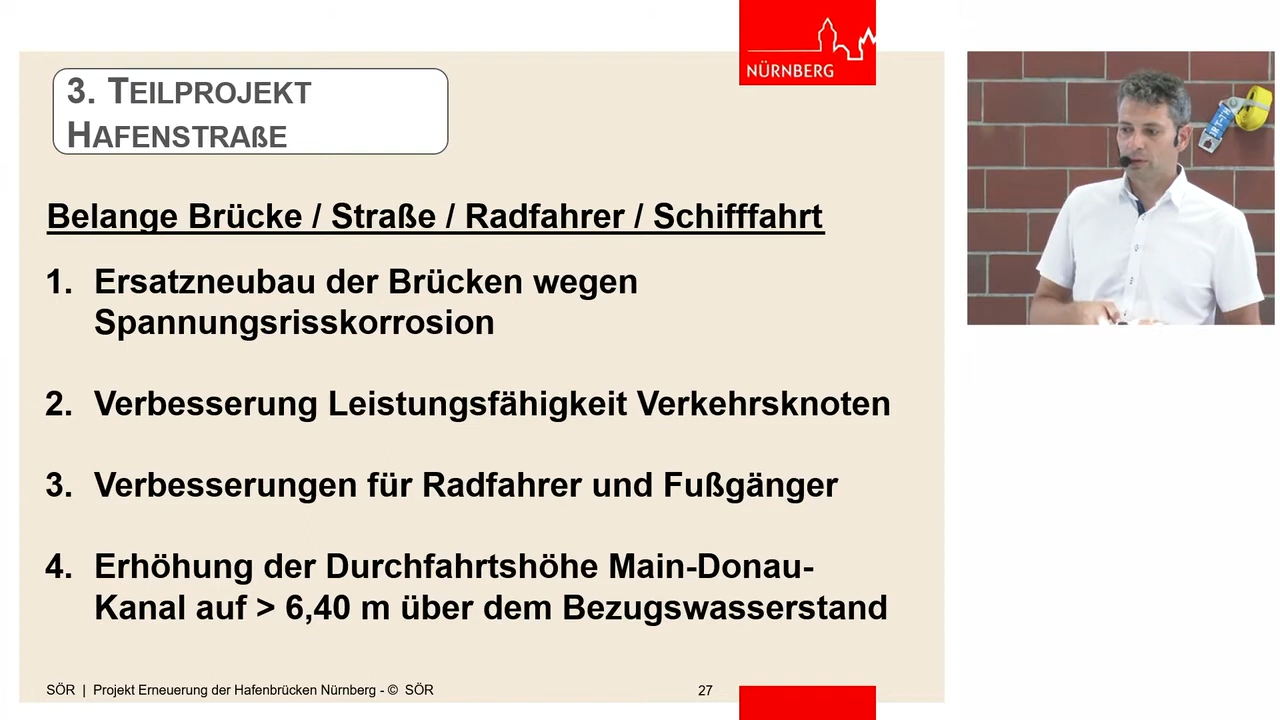 NÜRNBERG
3. TEILPROJEKT
HAFENSTRAßE
Belange Brücke / Straße / Radfahrer / Schifffahrt
1. Ersatzneubau der Brücken wegen
Spannungsrisskorrosion
2. Verbesserung Leistungsfähigkeit Verkehrsknoten
3. Verbesserungen für Radfahrer und Fußgänger
4. Erhöhung der Durchfahrtshöhe Main-Donau-
Kanal auf > 6,40 m über dem Bezugswasserstand
SÖR | Projekt Erneuerung der Hafenbrücken Nürnberg - © SÖR
27